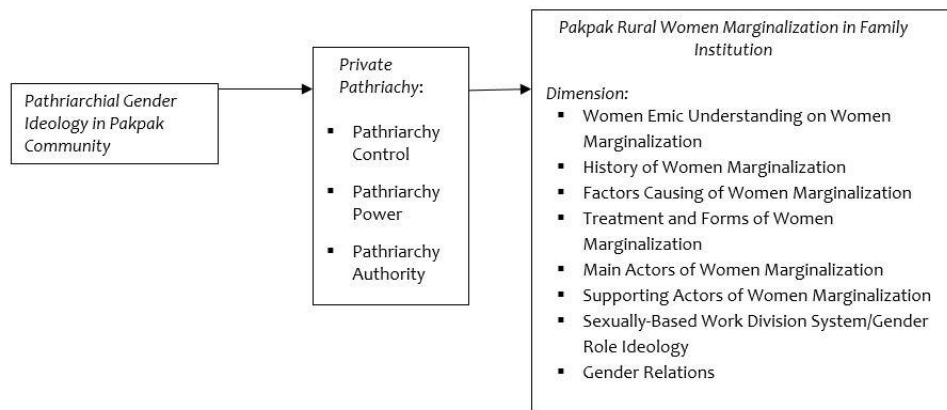 Pathriarchial Gender
Ideology in Pakpak
Community
Private
Pathriachy:
▪ Pathriarchy
Control
▪ Pathriarchy
Power
▪ Pathriarchy
Authority
Pakpak Rural Women Marginalization in Family
Institution
Dimension:
▪ Women Emic Understanding on Women
Marginalization
▪ History of Women Marginalization
▪ Factors Causing of Women Marginalization
▪ Treatment and Forms of Women
Marginalization
▪ Main Actors of Women Marginalization
▪ Supporting Actors of Women Marginalization
▪ Sexually-Based Work Division System/Gender
Role Ideology
▪ Gender Relations